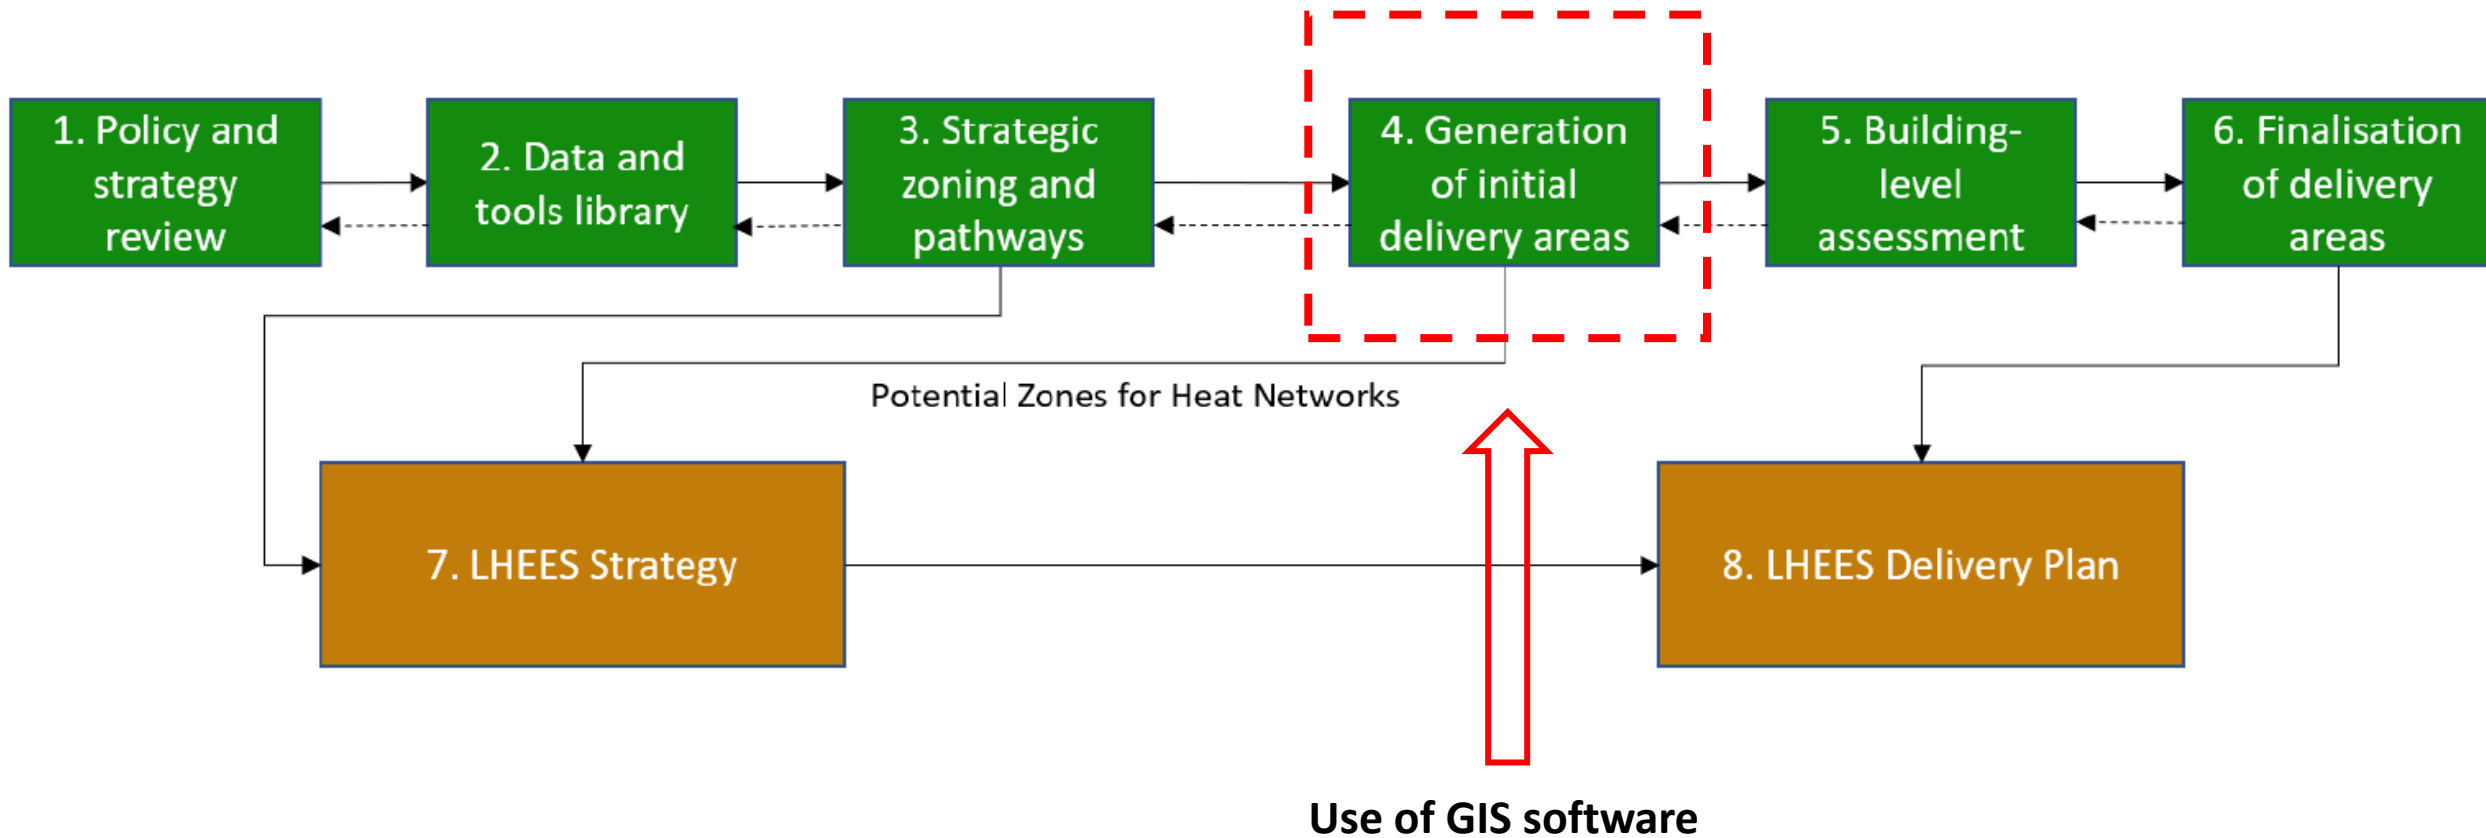 1. Policy and
strategy
review
2. Data and
tools library
3. Strategic
zoning and
pathways
4. Generation
of initial
delivery areas
5. Building-
level
assessment
6. Finalisation
of delivery
areas
Potential Zones for Heat Networks
7. LHEES Strategy
8. LHEES Delivery Plan
Use of GIS software